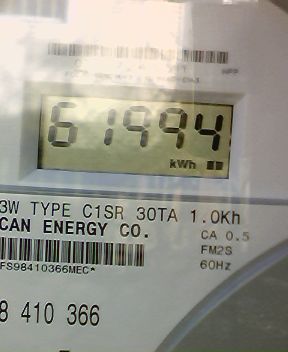 61994
kWh
3W TYPE C1SR 30TA 1.0Kh
CAN ENERGY CO.
CA 0.5
FM2S
60Hz
FS98410366MEC*
8 410 366